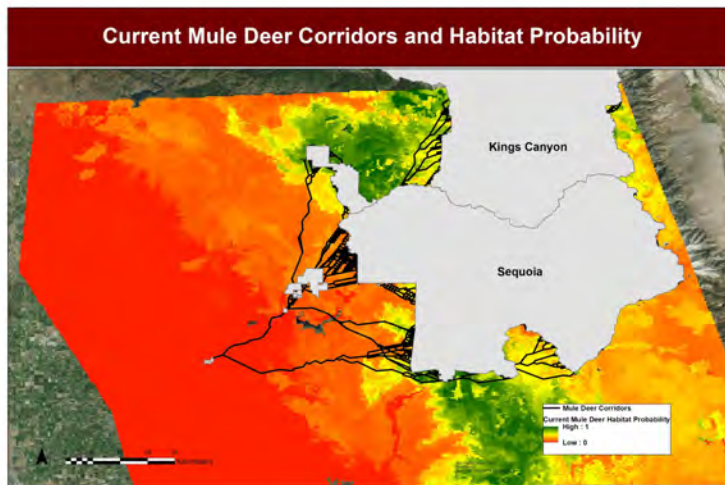 Current Mule Deer Corridors and Habitat Probability
Kings Canyon
Sequoia
Mule Deer Corridors
Current Mule Deer Habitat Probability
High : 1
Low : 0